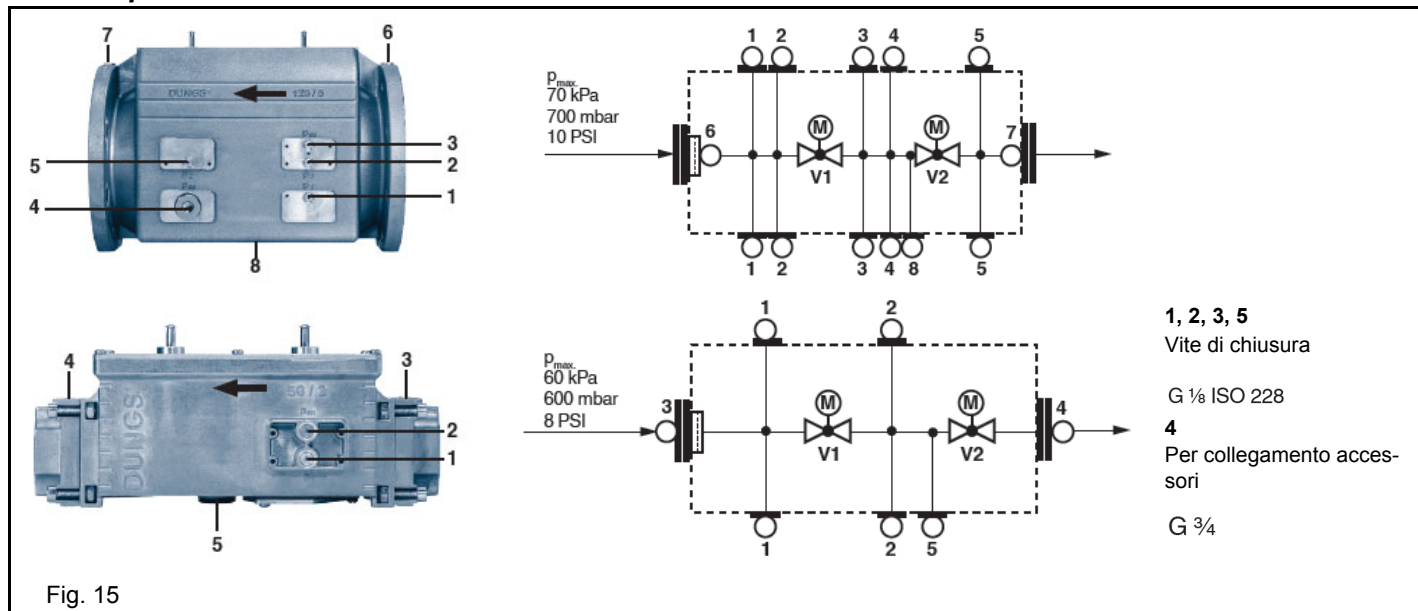 7
6
DUNGS
125/5
3
2
5
4
1
8
1 2 3 4 5
Pmax.
70 kPa
700 mbar
10 PSI
6
M
V1
M
V2
7
1 2 3 4 8 5
4
3
DUNGS
50/3
2
1
5
1 2
Pmax.
60 kPa
600 mbar
8 PSI
3
M
V1
M
V2
4
1 2 5
1, 2, 3, 5
Vite di chiusura
G ⅛ ISO 228
4
Per collegamento acces-
sori
G ¾
Fig. 15